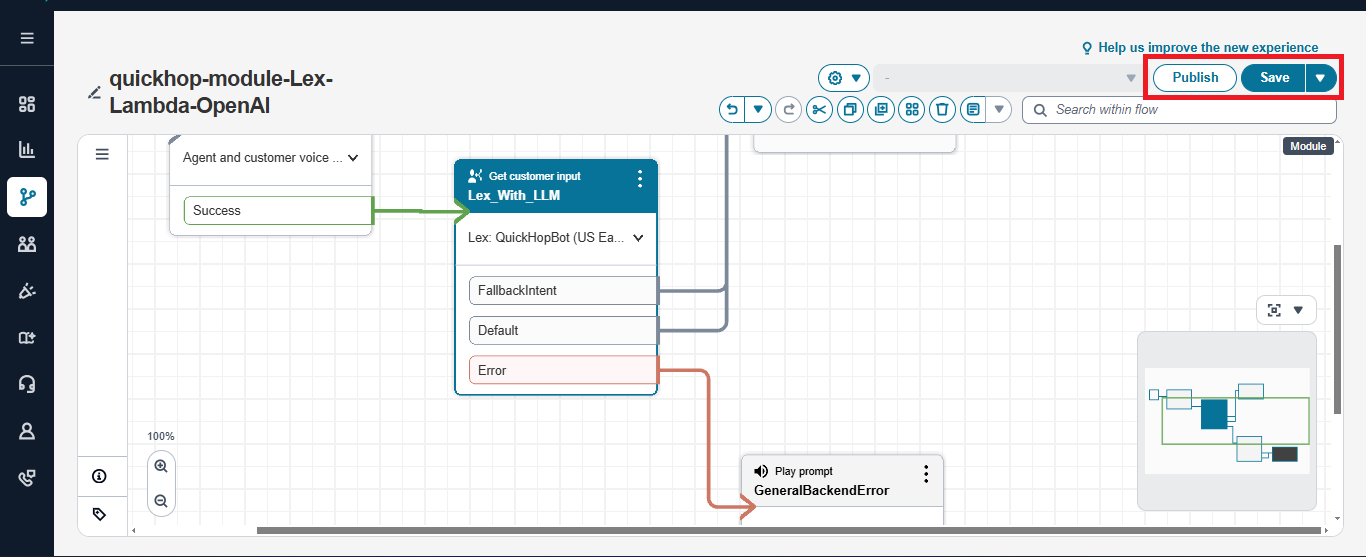 Help us improve the new experience
quickhop-module-Lex-
Lambda-OpenAI
-
Publish
Save
Search within flow
Module
Agent and customer voice ...
Success
Get customer input
Lex_With_LLM
Lex: QuickHopBot (US Ea...
FallbackIntent
Default
Error
100%
Play prompt
GeneralBackendError